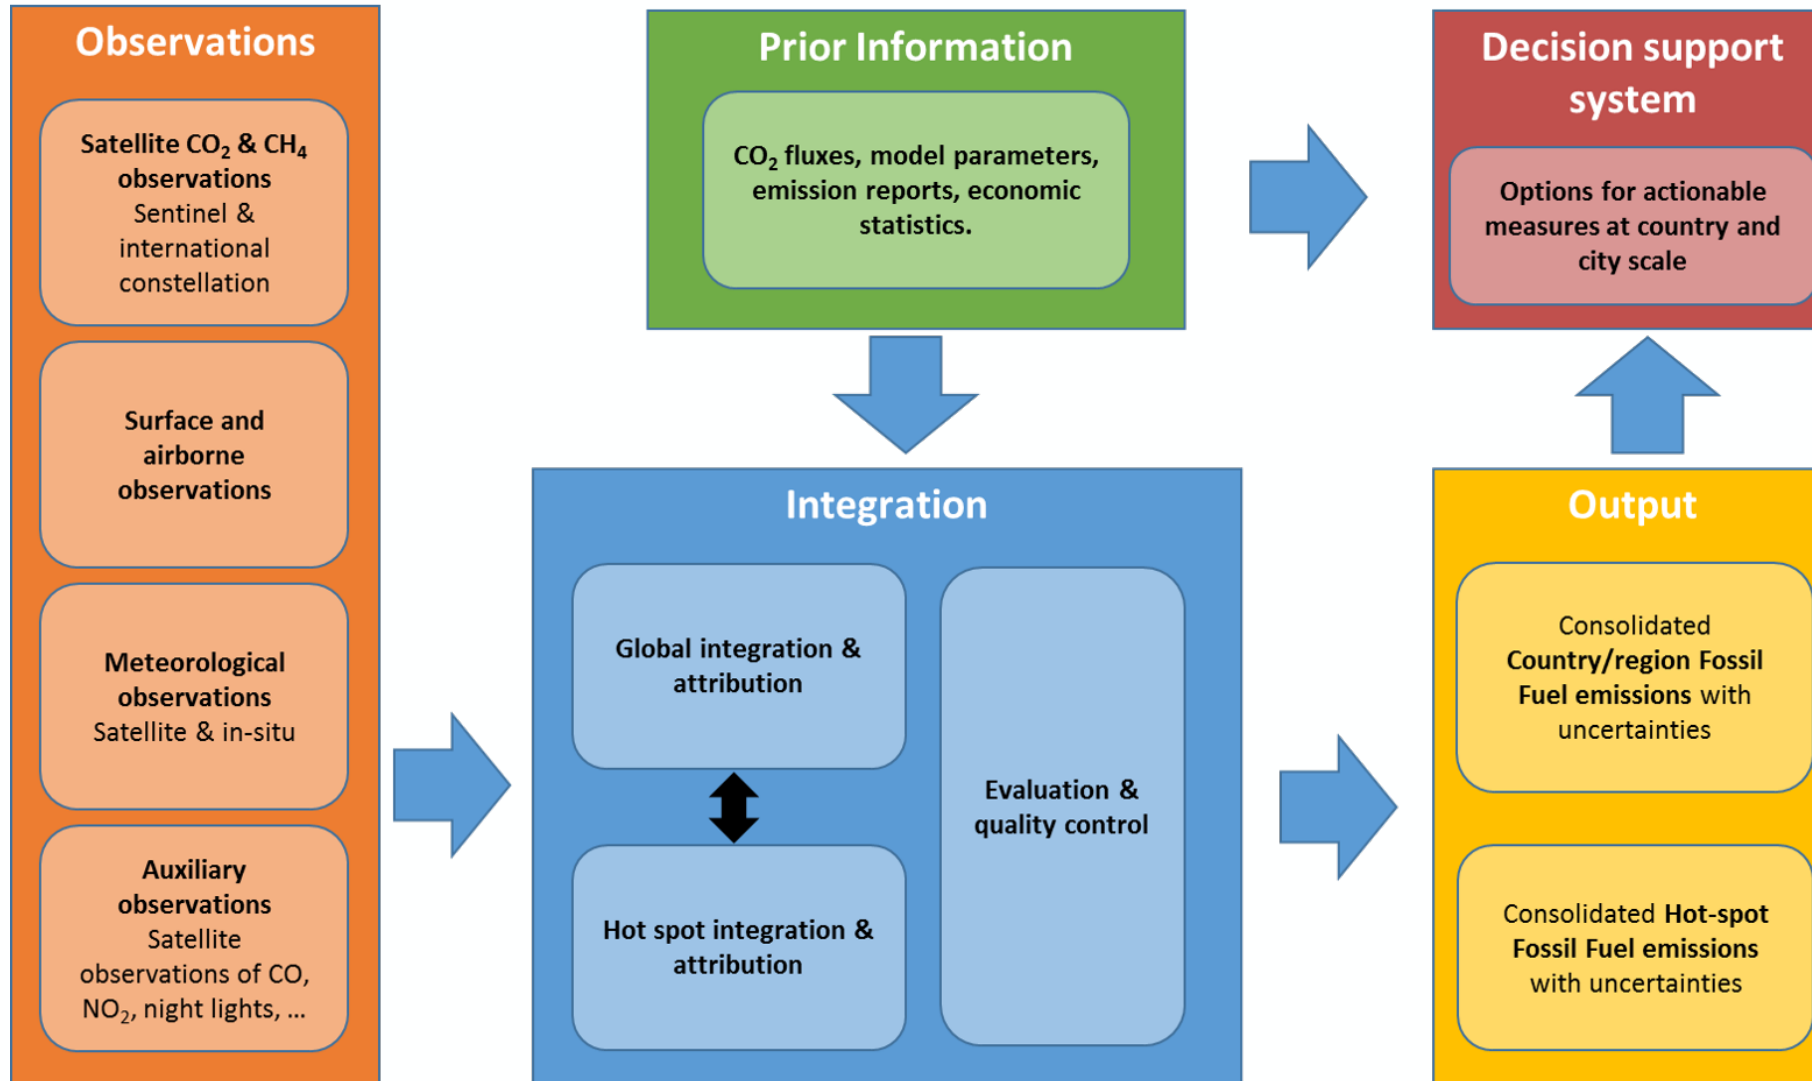 Observations
Satellite CO₂ & CH₄
observations
Sentinel &
international
constellation
Surface and
airborne
observations
Meteorological
observations
Satellite & in-situ
Auxiliary
observations
Satellite
observations of CO,
NO₂, night lights, ...
Prior Information
CO₂ fluxes, model parameters,
emission reports, economic
statistics.
Decision support
system
Options for actionable
measures at country and
city scale
Integration
Global integration &
attribution
Hot spot integration &
attribution
Evaluation &
quality control
Output
Consolidated
Country/region Fossil
Fuel emissions with
uncertainties
Consolidated Hot-spot
Fossil Fuel emissions
with uncertainties